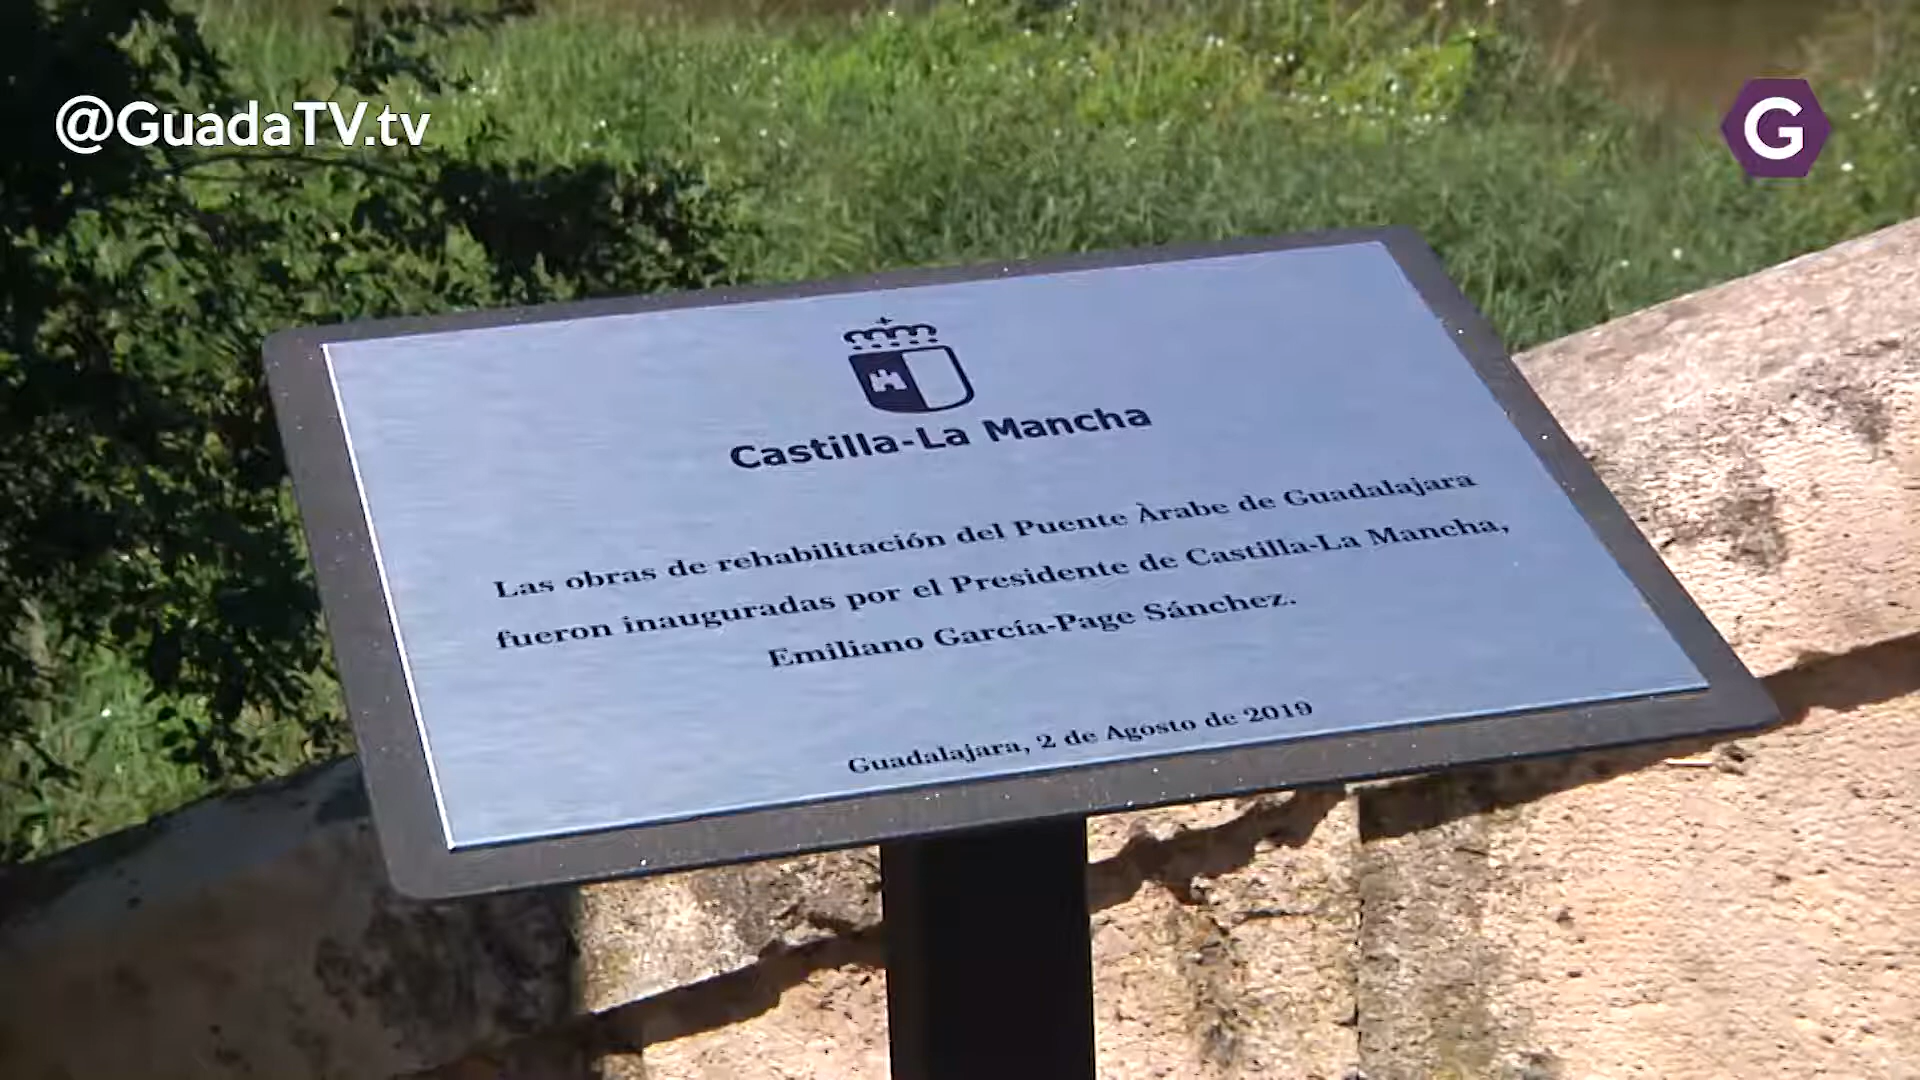 @GuadaTV.tv
G
Castilla-La Mancha
Las obras de rehabilitación del Puente Àrabe de Guadalajara
fueron inauguradas por el Presidente de Castilla-La Mancha,
Emiliano García-Page Sánchez.
Guadalajara, 2 de Agosto de 2019